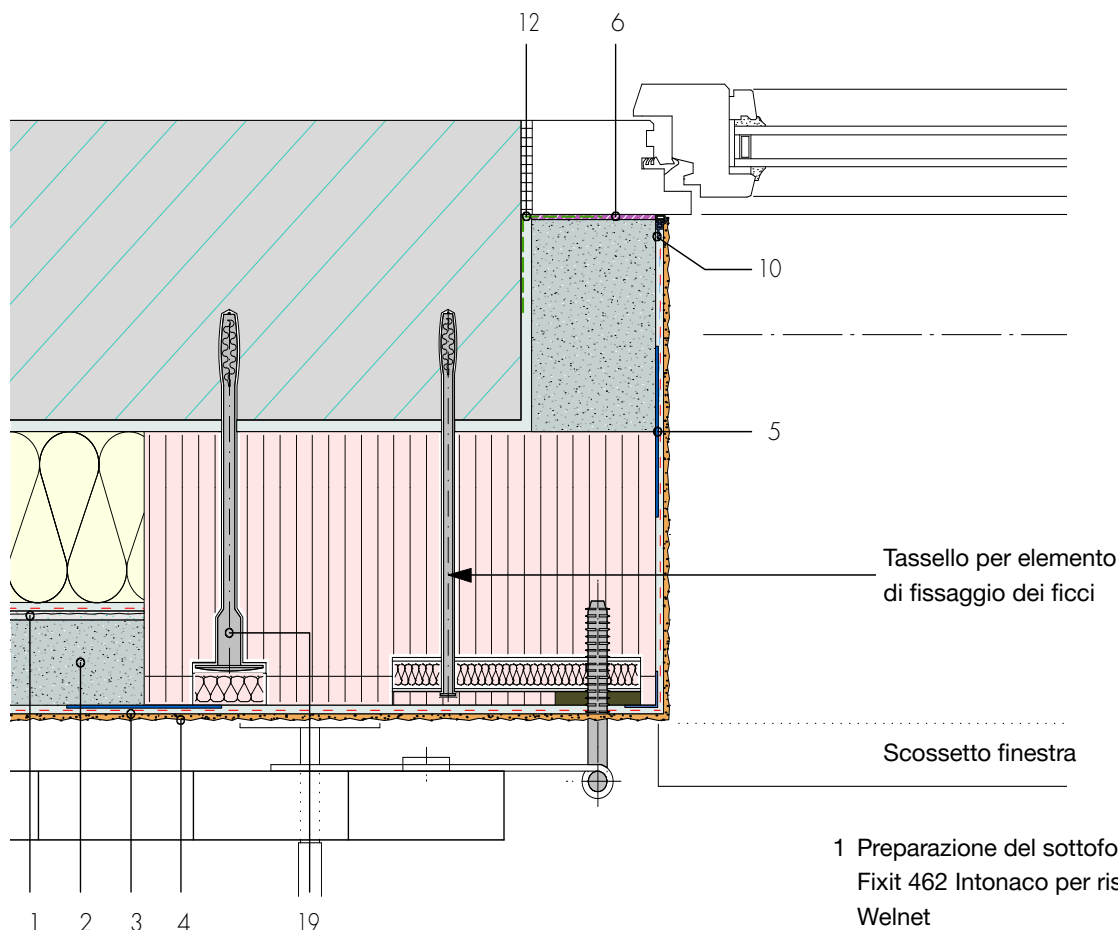 12 6
10
5
Tassello per elemento
di fissaggio dei ficci
Scossetto finestra
1 Preparazione del sottofo
Fixit 462 Intonaco per ris
Welnet
1 2 3 4 19